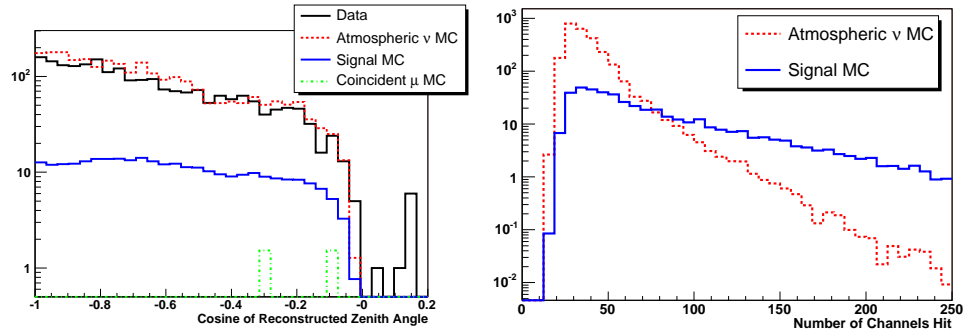 Data
Atmospheric ν MC
Signal MC
Coincident μ MC
10²
10
1
-1 -0.8 -0.6 -0.4 -0.2 -0 0.2
Cosine of Reconstructed Zenith Angle
Atmospheric ν MC
Signal MC
10³
10²
10
1
10⁻¹
10⁻²
0 50 100 150 200 250
Number of Channels Hit